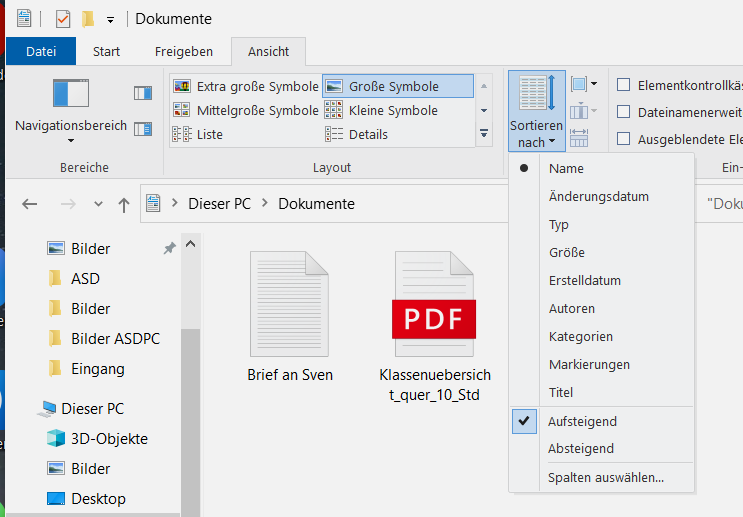 Dokumente
Datei Start Freigeben Ansicht
Navigationsbereich
Bereiche
Extra große Symbole Große Symbole
Mittelgroße Symbole Kleine Symbole
Liste Details
Layout
Sortieren
nach
Elementkontrollkäs
Dateinamenerweit
Ausgeblendete Ele
Ein-
Dieser PC Dokumente
"Doku
Name
Änderungsdatum
Typ
Größe
Erstelldatum
Autoren
Kategorien
Markierungen
Titel
Aufsteigend
Absteigend
Spalten auswählen...
Bilder
ASD
Bilder
Bilder ASDPC
Eingang
Dieser PC
3D-Objekte
Bilder
Desktop
Brief an Sven
PDF
Klassenuebersich
t_quer_10_Std